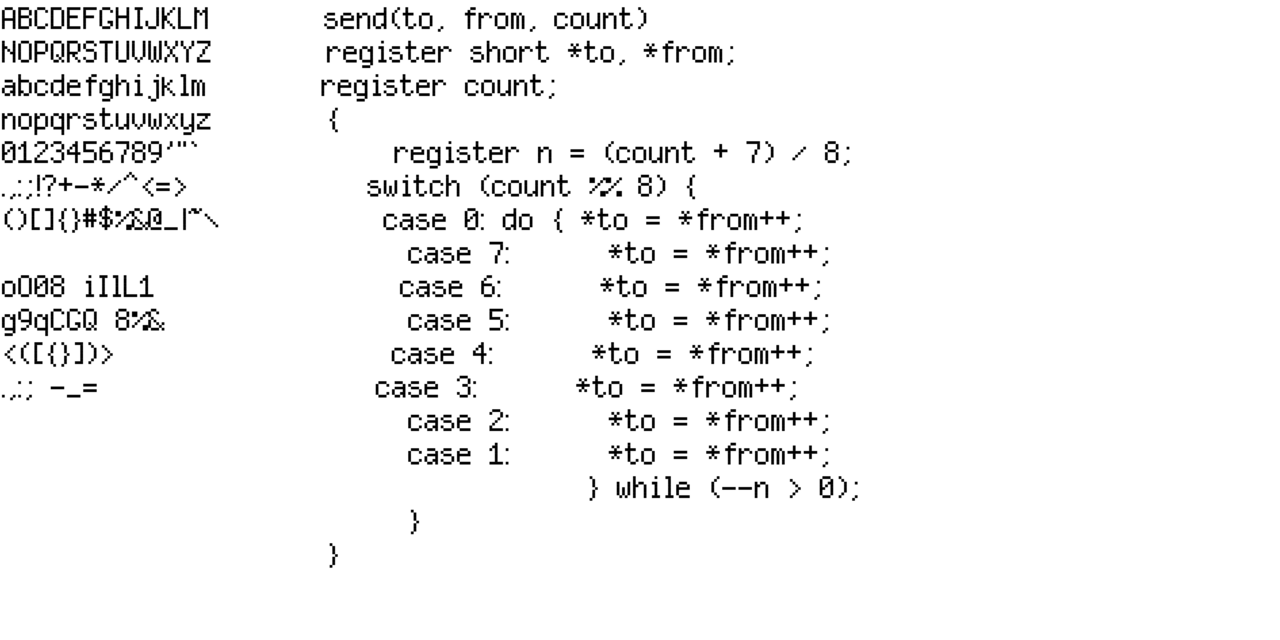 ABCDEFGHIJKLM send(to, from, count)
NOPQRSTUVWXYZ register short *to, *from;
abcdefghijklm register count;
nopqrstuvwxyz {
0123456789'"` register n = (count + 7) / 8;
.,:;!?+-*/^<=> switch (count %% 8) {
()[]{}#$%&@_|~\ case 0: do { *to = *from++;
case 7: *to = *from++;
oO08 iIlL1 case 6: *to = *from++;
g9qCGQ 8%& case 5: *to = *from++;
<([{}])> case 4: *to = *from++;
.,:; -_= case 3: *to = *from++;
case 2: *to = *from++;
case 1: *to = *from++;
} while (--n > 0);
}
}